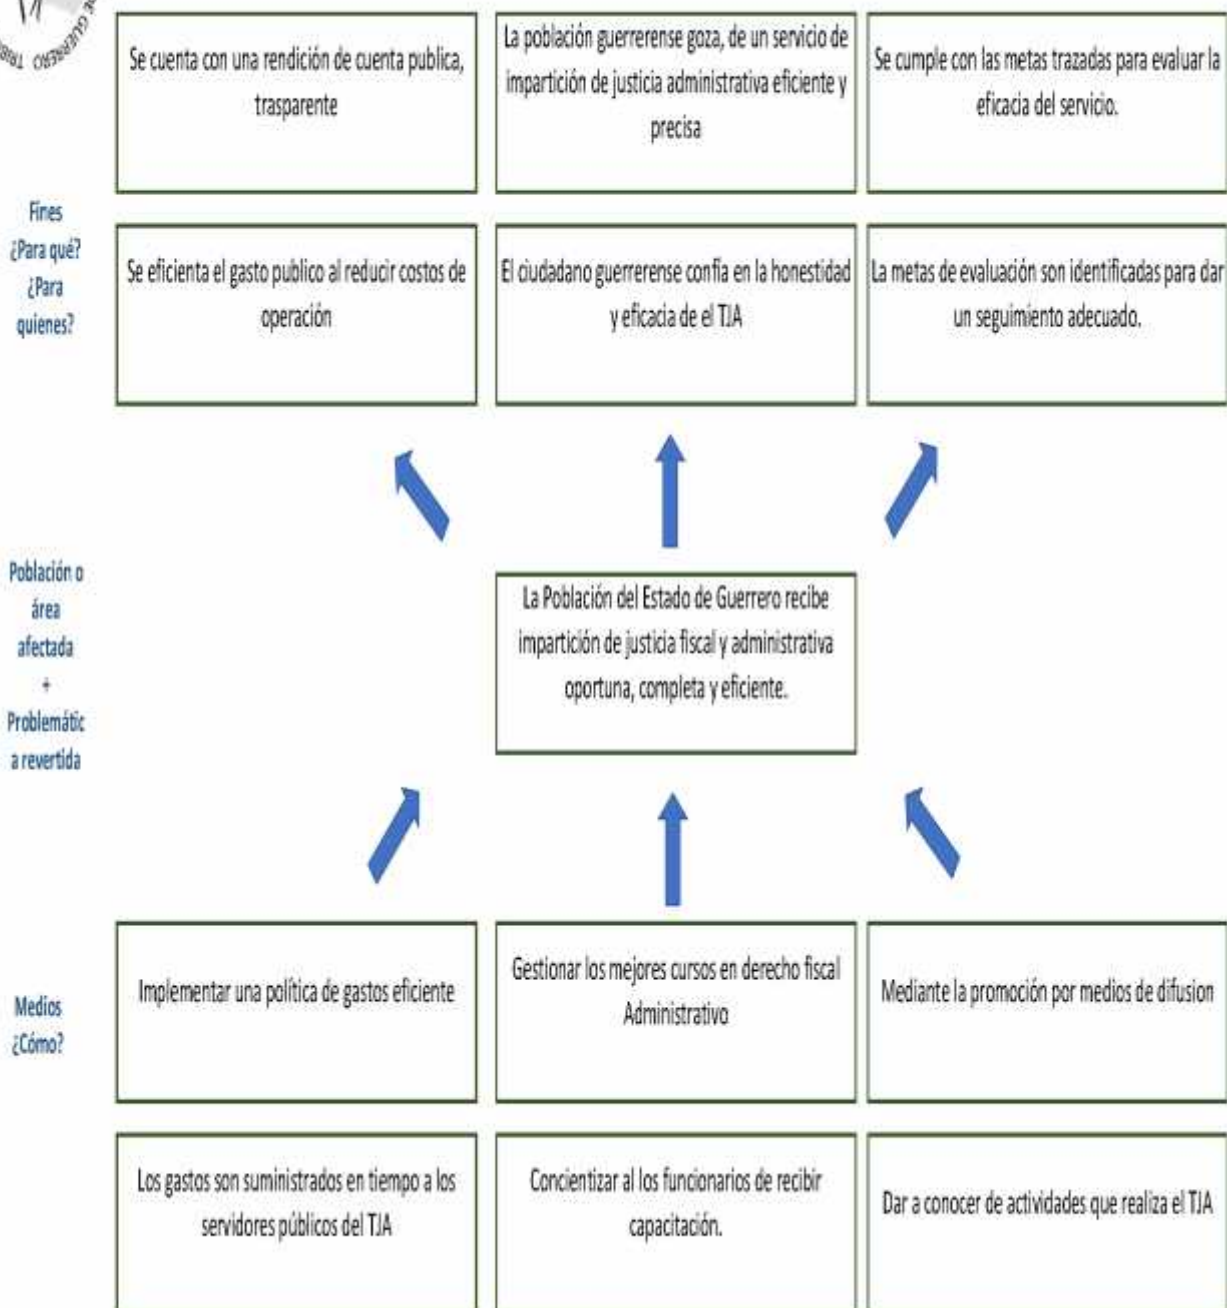 DE GUERRERO TRIBU
Se cuenta con una rendición de cuenta publica,
trasparente
La población guerrerense goza, de un servicio de
impartición de justicia administrativa eficiente y
precisa
Se cumple con las metas trazadas para evaluar la
eficacia del servicio.
Fines
¿Para qué?
¿Para
quienes?
Se eficienta el gasto publico al reducir costos de
operación
El ciudadano guerrerense confía en la honestidad
y eficacia de el TJA
La metas de evaluación son identificadas para dar
un seguimiento adecuado.
Población o
área
afectada
+
Problemátic
a revertida
La Población del Estado de Guerrero recibe
impartición de justicia fiscal y administrativa
oportuna, completa y eficiente.
Medios
¿Cómo?
Implementar una política de gastos eficiente
Gestionar los mejores cursos en derecho fiscal
Administrativo
Mediante la promoción por medios de difusion
Los gastos son suministrados en tiempo a los
servidores públicos del TJA
Concientizar al los funcionarios de recibir
capacitación.
Dar a conocer de actividades que realiza el TJA